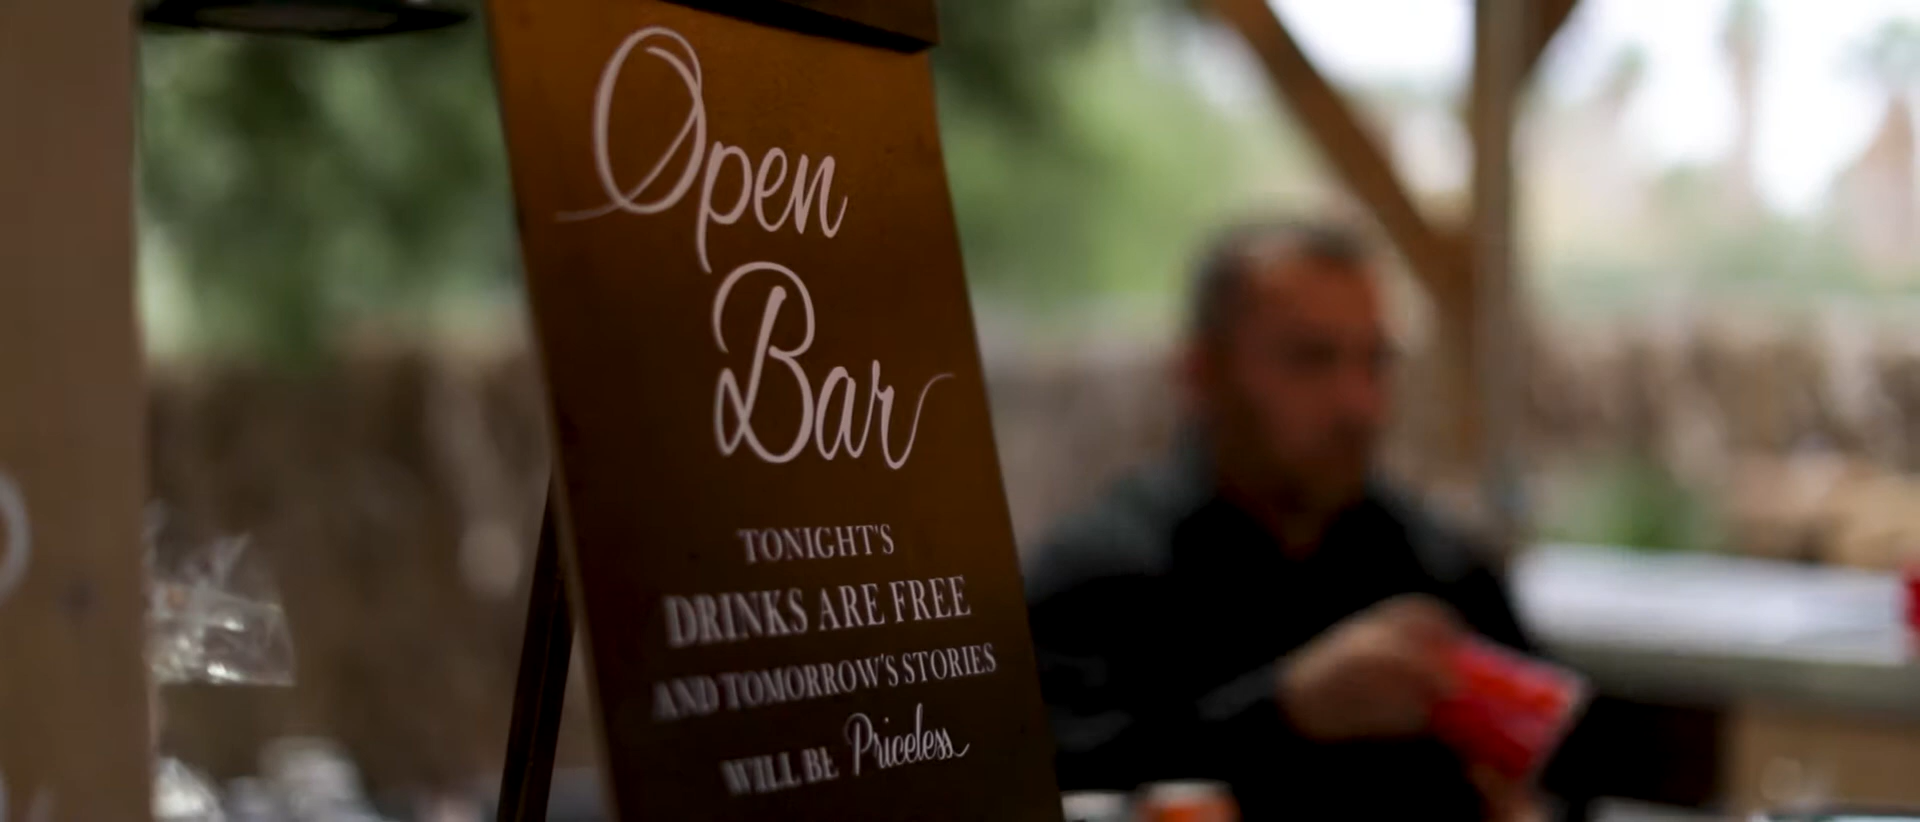 Open
Bar
TONIGHT'S
DRINKS ARE FREE
AND TOMORROW'S STORIES
WILL BE Priceless